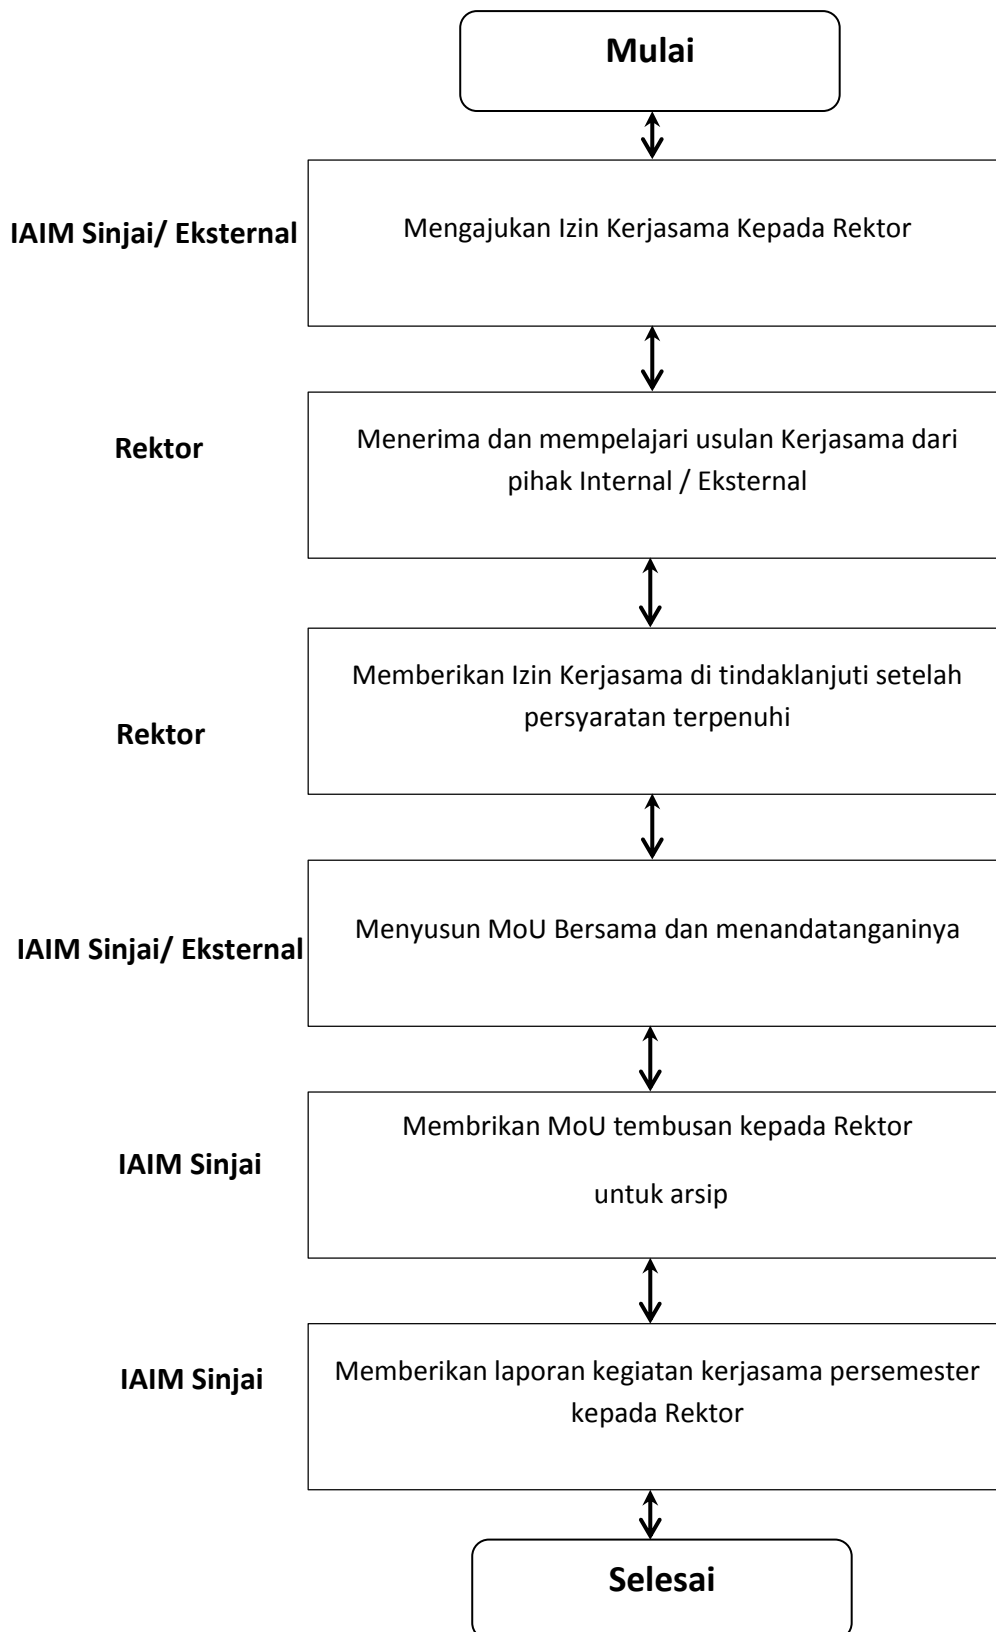 Mulai
IAIM Sinjai/ Eksternal
Mengajukan Izin Kerjasama Kepada Rektor
Rektor
Menerima dan mempelajari usulan Kerjasama dari
pihak Internal / Eksternal
Rektor
Memberikan Izin Kerjasama di tindaklanjuti setelah
persyaratan terpenuhi
IAIM Sinjai/ Eksternal
Menyusun MoU Bersama dan menandatanganinya
IAIM Sinjai
Membrikan MoU tembusan kepada Rektor
untuk arsip
IAIM Sinjai
Memberikan laporan kegiatan kerjasama persemester
kepada Rektor
Selesai